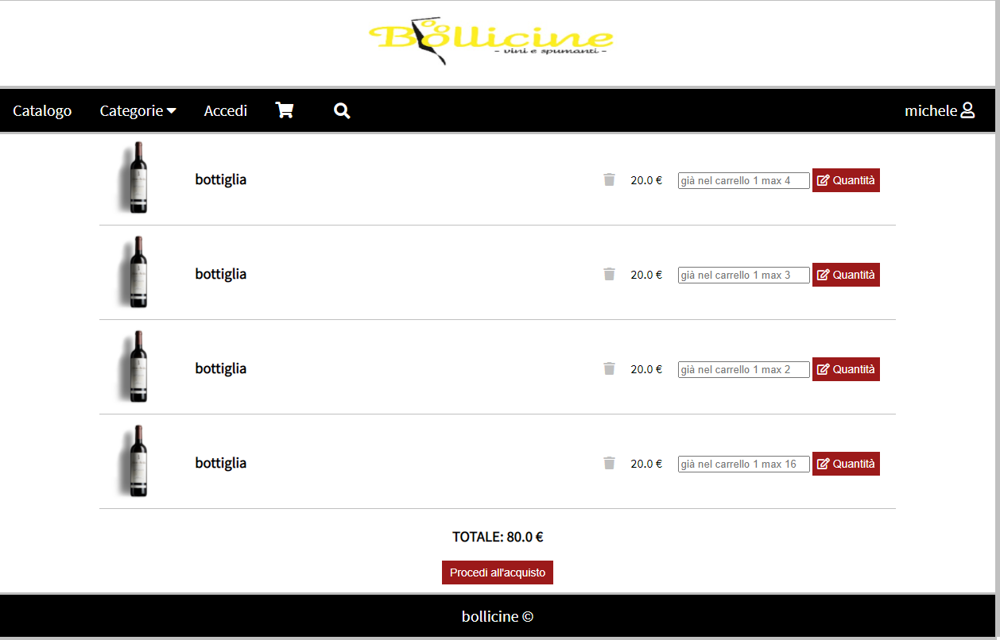 Bollicine
- vini e spumanti -
Catalogo Categorie Accedi michele
bottiglia 20.0 € già nel carrello 1 max 4 Quantità
bottiglia 20.0 € già nel carrello 1 max 3 Quantità
bottiglia 20.0 € già nel carrello 1 max 2 Quantità
bottiglia 20.0 € già nel carrello 1 max 16 Quantità
TOTALE: 80.0 €
Procedi all'acquisto
bollicine ©